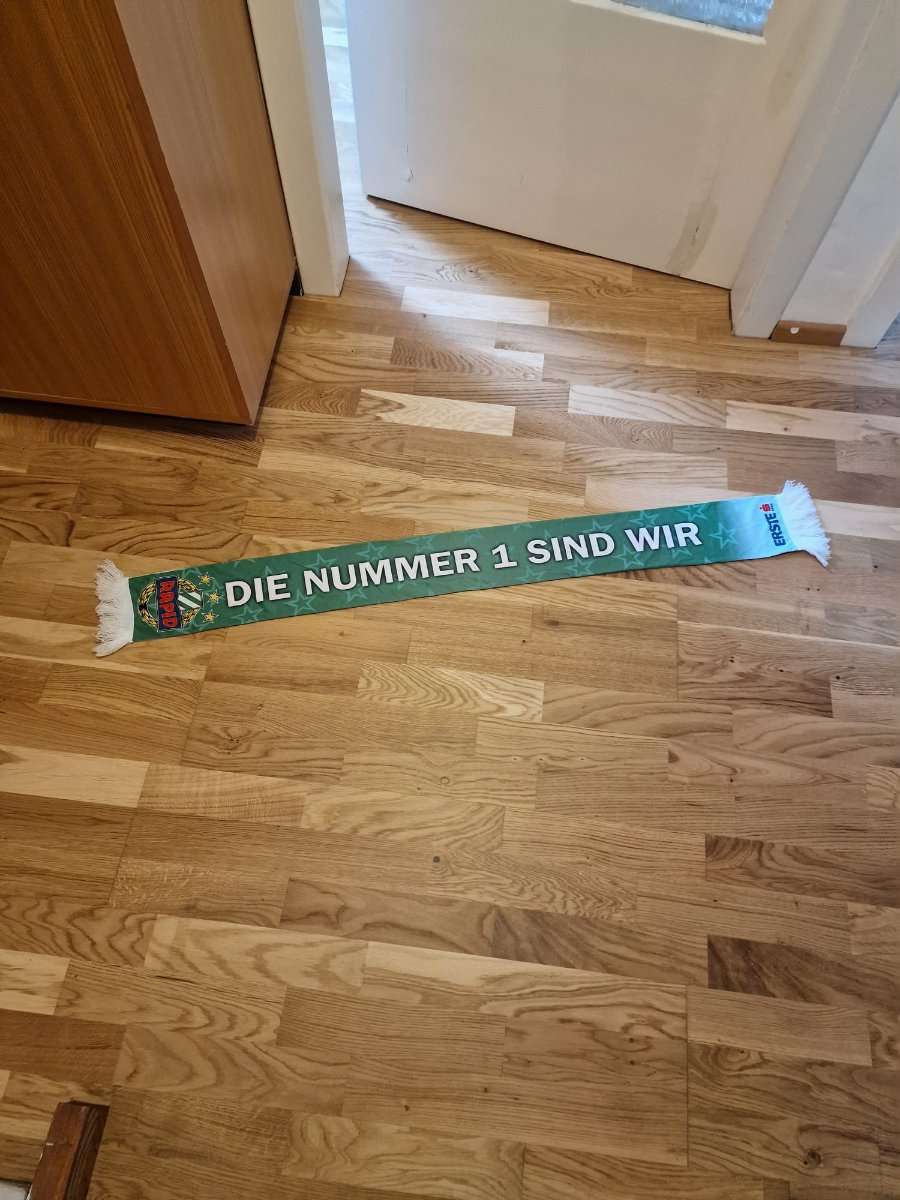 RAPID
DIE NUMMER 1 SIND WIR
ERSTE